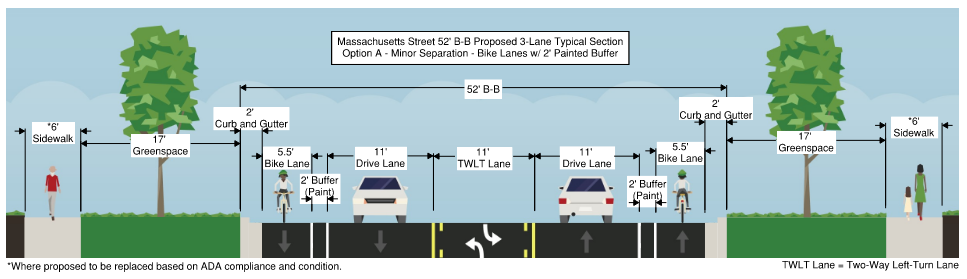 Massachusetts Street 52' B-B Proposed 3-Lane Typical Section
Option A - Minor Separation - Bike Lanes w/ 2' Painted Buffer
52' B-B
*6'
Sidewalk
17'
Greenspace
2'
Curb and Gutter
5.5'
Bike Lane
2' Buffer
(Paint)
11'
Drive Lane
11'
TWLT Lane
11'
Drive Lane
2' Buffer
(Paint)
5.5'
Bike Lane
2'
Curb and Gutter
17'
Greenspace
*6'
Sidewalk
*Where proposed to be replaced based on ADA compliance and condition.
TWLT Lane = Two-Way Left-Turn Lane